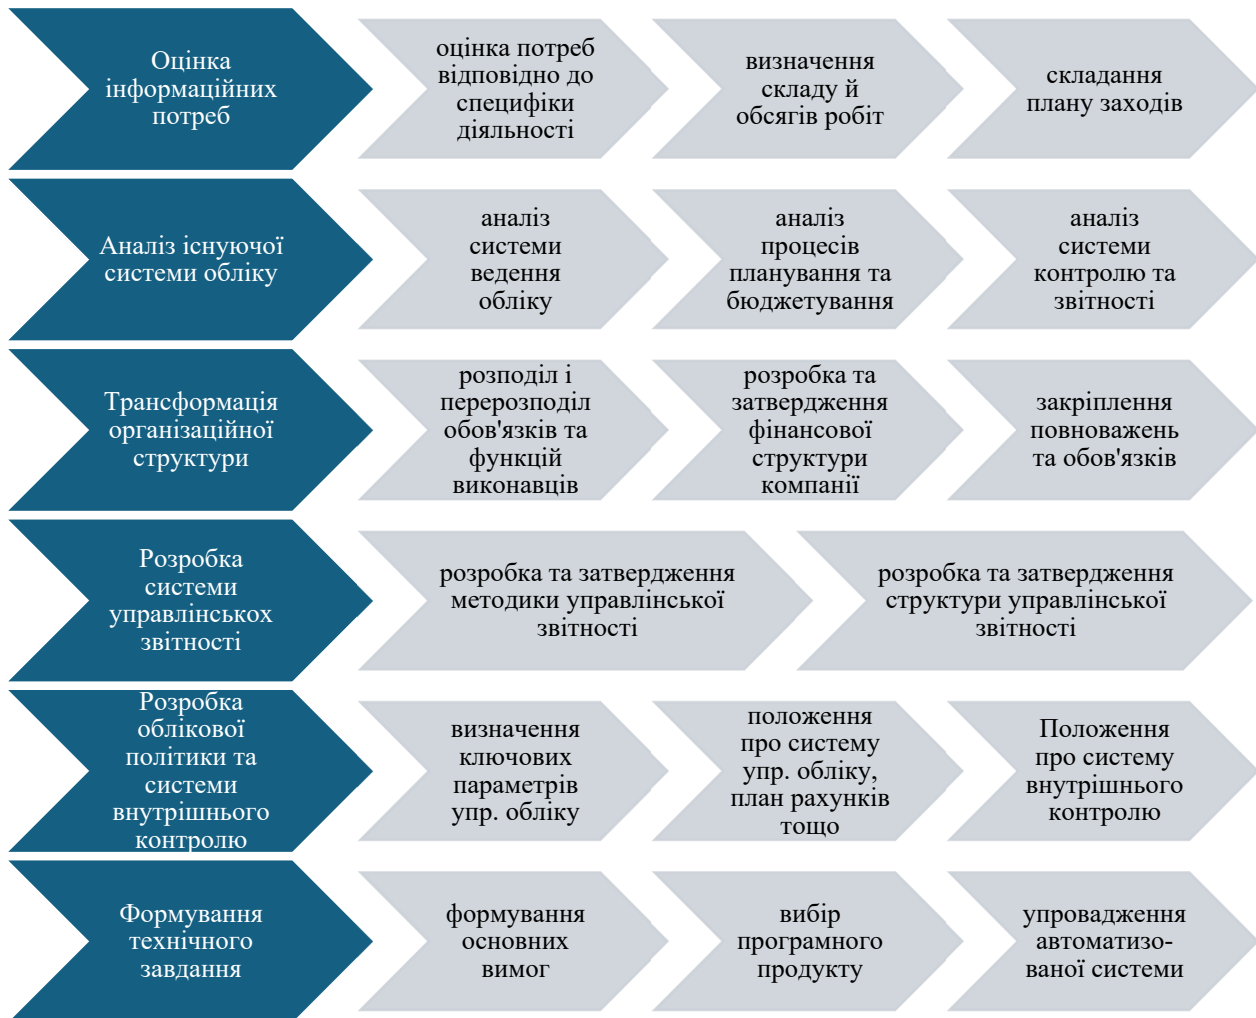 Оцінка
інформаційних
потреб
оцінка потреб
відповідно до
специфіки
діяльності
визначення
складу й
обсягів робіт
складання
плану заходів
Аналіз існуючої
системи обліку
аналіз
системи
ведення
обліку
аналіз
процесів
планування та
бюджетування
аналіз
системи
контролю та
звітності
Трансформація
організаційної
структури
розподіл і
перерозподіл
обов'язків та
функцій
виконавців
розробка та
затвердження
фінансової
структури
компанії
закріплення
повноважень
та обов'язків
Розробка
системи
управлінськох
звітності
розробка та затвердження
методики управлінської
звітності
розробка та затвердження
структури управлінської
звітності
Розробка
облікової
політики та
системи
внутрішнього
контролю
визначення
ключових
параметрів
упр. обліку
положення
про систему
упр. обліку,
план рахунків
тощо
Положення
про систему
внутрішнього
контролю
Формування
технічного
завдання
формування
основних
вимог
вибір
програмного
продукту
упровадження
автоматизо-
ваної системи